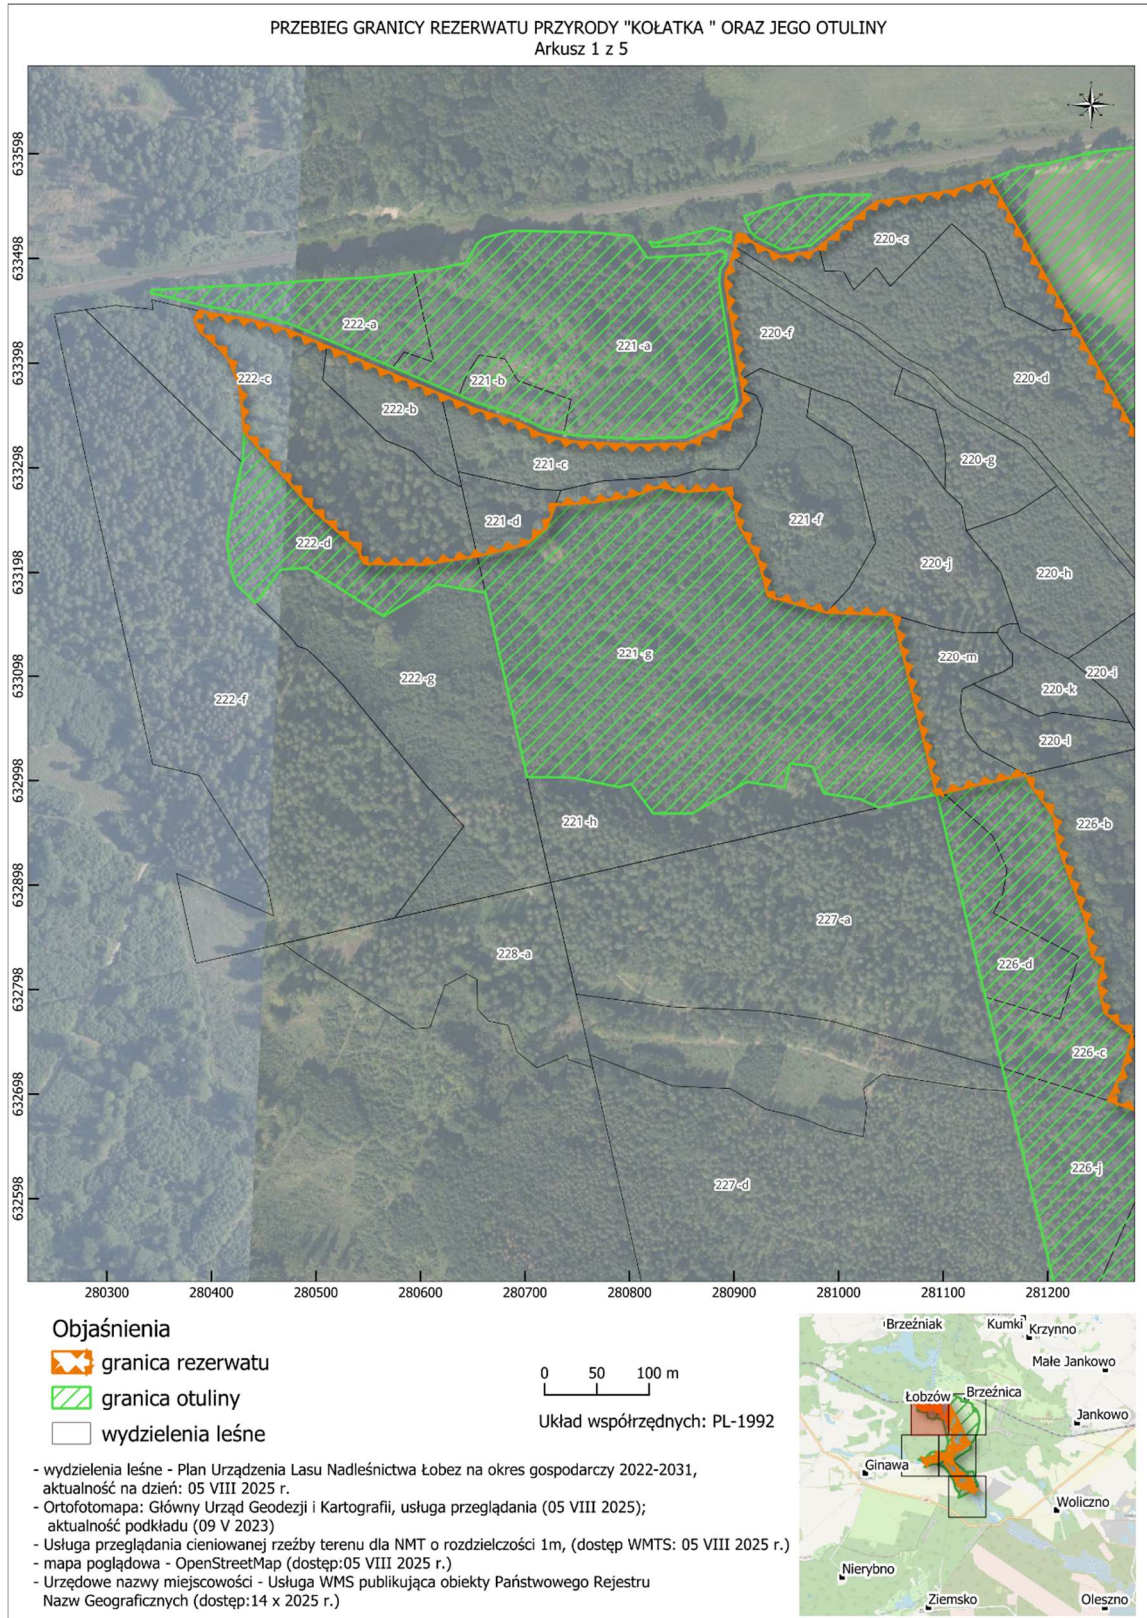 PRZEBIEG GRANICY REZERWATU PRZYRODY "KOŁATKA " ORAZ JEGO OTULINY
Arkusz 1 z 5
633598
633498
633398
633298
633198
633098
632998
632898
632798
632698
632598
220 -c
222 -a
220 -f
221 -a
222 -c
221 -b
220 -d
222 -b
220 -g
221 -c
221 -d
221 -f
222 -d
220 -j
220 -h
221 -g
220 -m
220 -i
222 -g
220 -k
222 -f
220 -l
221 -h
226 -b
227 -a
228 -a
226 -d
226 -c
226 -j
227 -d
280300 280400 280500 280600 280700 280800 280900 281000 281100 281200
Objaśnienia
granica rezerwatu
granica otuliny
wydzielenia leśne
0 50 100 m
Układ współrzędnych: PL-1992
- wydzielenia leśne - Plan Urządzenia Lasu Nadleśnictwa Łobez na okres gospodarczy 2022-2031,
aktualność na dzień: 05 VIII 2025 r.
- Ortofotomapa: Główny Urząd Geodezji i Kartografii, usługa przeglądania (05 VIII 2025);
aktualność podkładu (09 V 2023)
- Usługa przeglądania cieniowanej rzeźby terenu dla NMT o rozdzielczości 1m, (dostęp WMTS: 05 VIII 2025 r.)
- mapa poglądowa - OpenStreetMap (dostęp:05 VIII 2025 r.)
- Urzędowe nazwy miejscowości - Usługa WMS publikująca obiekty Państwowego Rejestru
Nazw Geograficznych (dostęp:14 x 2025 r.)
Brzeźniak
Kumki
Krzynno
Małe Jankowo
Łobzów
Brzeźnica
Jankowo
Ginawa
Woliczno
Nierybno
Ziemsko
Oleszno